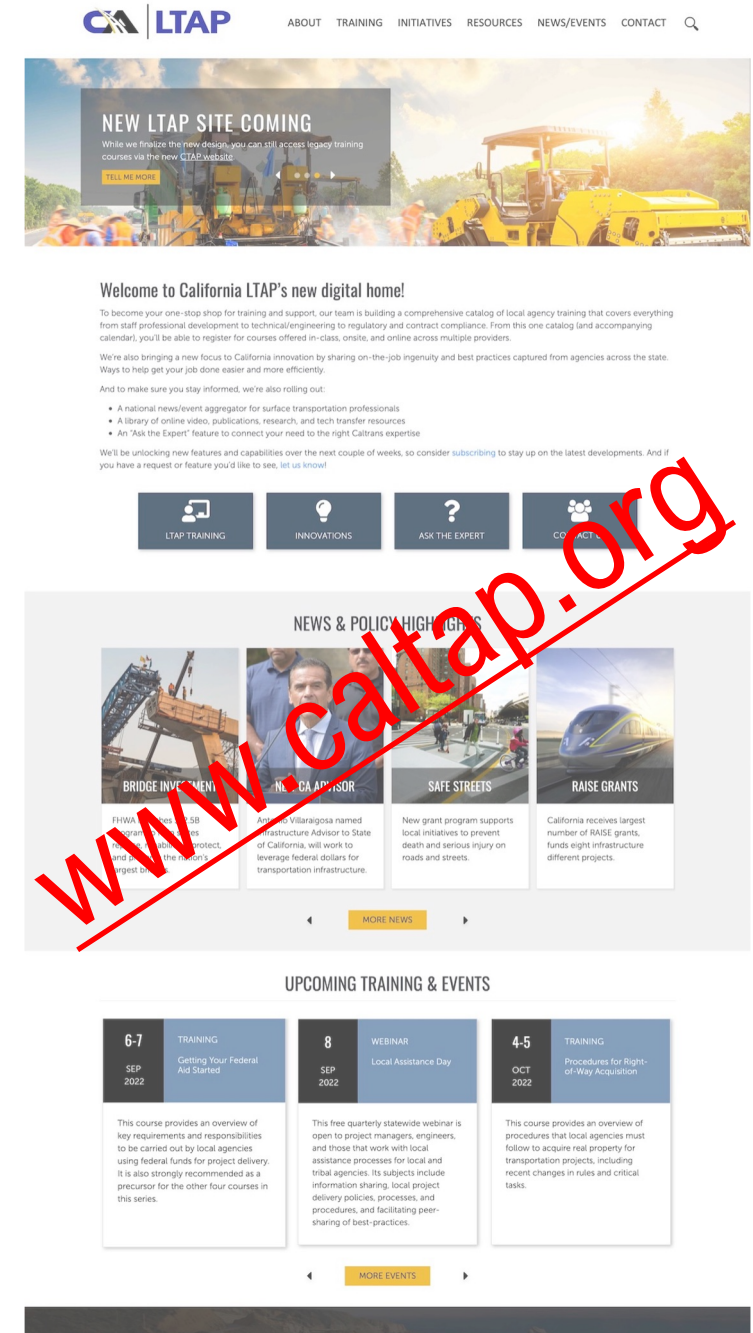 CA LTAP
ABOUT TRAINING INITIATIVES RESOURCES NEWS/EVENTS CONTACT
NEW LTAP SITE COMING
While we finalize the new design, you can still access legacy training
courses via the new CTAP website
TELL ME MORE
Welcome to California LTAP's new digital home!
To become your one-stop shop for training and support, our team is building a comprehensive catalog of local agency training that covers everything
from staff professional development to technical/engineering to regulatory and contract compliance. From this one catalog (and accompanying
calendar), you'll be able to register for courses offered in-class, onsite, and online across multiple providers.
We're also bringing a new focus to California innovation by sharing on-the-job ingenuity and best practices captured from agencies across the state.
Ways to help get your job done easier and more efficiently.
And to make sure you stay informed, we're also rolling out:
• A national news/event aggregator for surface transportation professionals
• A library of online video, publications, research, and tech transfer resources
• An "Ask the Expert" feature to connect your need to the right Caltrans expertise
We'll be unlocking new features and capabilities over the next couple of weeks, so consider subscribing to stay up on the latest developments. And if
you have a request or feature you'd like to see, let us know!
LTAP TRAINING
INNOVATIONS
ASK THE EXPERT
www.caltap.org
NEWS & POLICY HIGHLIGHTS
BRIDGE
FHWA
and
Antonio Villaraigosa named
Infrastructure Advisor to State
of California, will work to
leverage federal dollars for
transportation infrastructure.
SAFE STREETS
New grant program supports
local initiatives to prevent
death and serious injury on
roads and streets.
RAISE GRANTS
California receives largest
number of RAISE grants,
funds eight infrastructure
different projects.
MORE NEWS
UPCOMING TRAINING & EVENTS
6-7
SEP
2022
TRAINING
Getting Your Federal
Aid Started
This course provides an overview of
key requirements and responsibilities
to be carried out by local agencies
using federal funds for project delivery.
It is also strongly recommended as a
precursor for the other four courses in
this series.
8
SEP
2022
WEBINAR
Local Assistance Day
This free quarterly statewide webinar is
open to project managers, engineers,
and those that work with local
assistance processes for local and
tribal agencies. Its subjects include
information sharing, local project
delivery policies, processes, and
procedures, and facilitating peer-
sharing of best-practices.
4-5
OCT
2022
TRAINING
Procedures for Right-
of-Way Acquisition
This course provides an overview of
procedures that local agencies must
follow to acquire real property for
transportation projects, including
recent changes in rules and critical
tasks.
MORE EVENTS